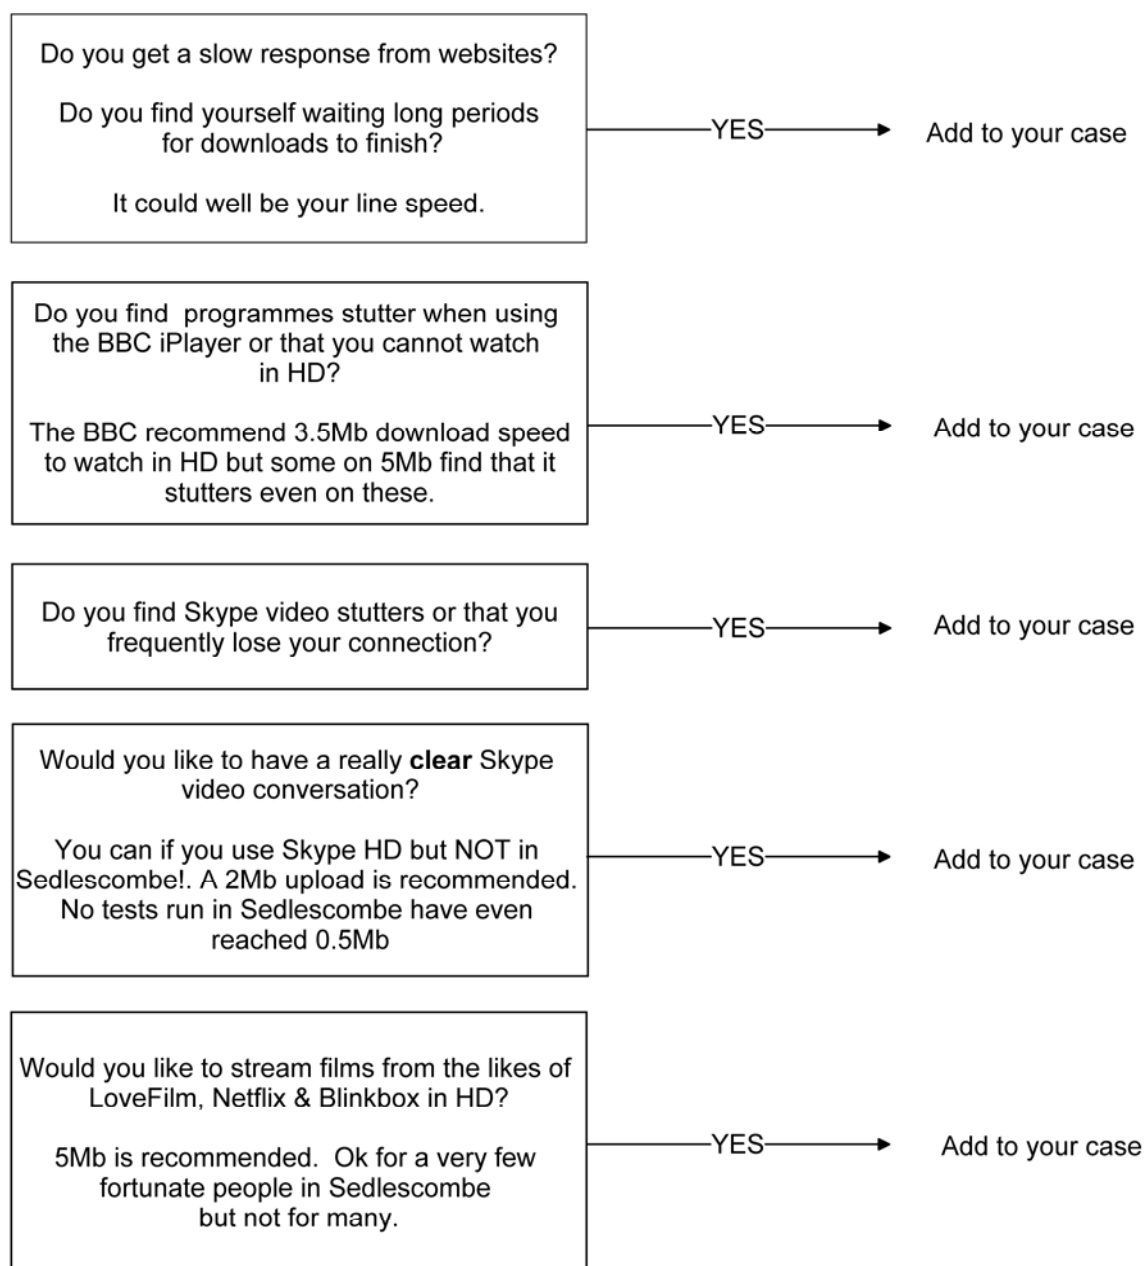 Do you get a slow response from websites?
Do you find yourself waiting long periods
for downloads to finish?
It could well be your line speed.
YES
Add to your case
Do you find  programmes stutter when using
the BBC iPlayer or that you cannot watch
in HD?
The BBC recommend 3.5Mb download speed
to watch in HD but some on 5Mb find that it
stutters even on these.
YES
Add to your case
Do you find Skype video stutters or that you
frequently lose your connection?
YES
Add to your case
Would you like to have a really clear Skype
video conversation?
You can if you use Skype HD but NOT in
Sedlescombe!. A 2Mb upload is recommended.
No tests run in Sedlescombe have even
reached 0.5Mb
YES
Add to your case
Would you like to stream films from the likes of
LoveFilm, Netflix & Blinkbox in HD?
5Mb is recommended.  Ok for a very few
fortunate people in Sedlescombe
but not for many.
YES
Add to your case